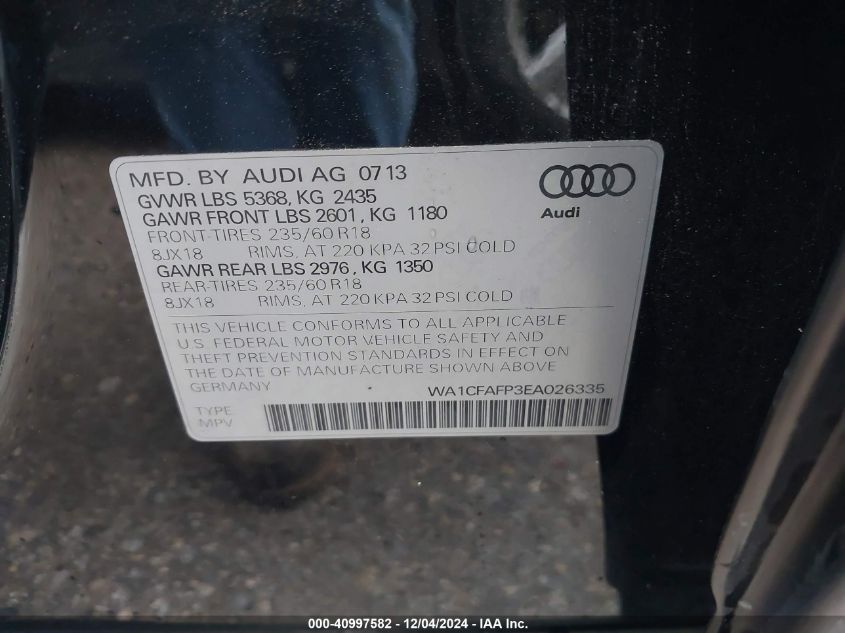 MFD. BY AUDI AG 0713
GVWR LBS 5368, KG 2435
GAWR FRONT LBS 2601, KG 1180
FRONT-TIRES 235/60 R18
8JX18 RIMS, AT 220 KPA 32 PSI COLD
GAWR REAR LBS 2976, KG 1350
REAR-TIRES 235/60 R18
8JX18 RIMS, AT 220 KPA 32 PSI COLD
Audi
THIS VEHICLE CONFORMS TO ALL APPLICABLE
U.S. FEDERAL MOTOR VEHICLE SAFETY AND
THEFT PREVENTION STANDARDS IN EFFECT ON
THE DATE OF MANUFACTURE SHOWN ABOVE.
GERMANY WA1CFAFP3EA026335
TYPE
MPV
000-40997582 - 12/04/2024 - IAA Inc.